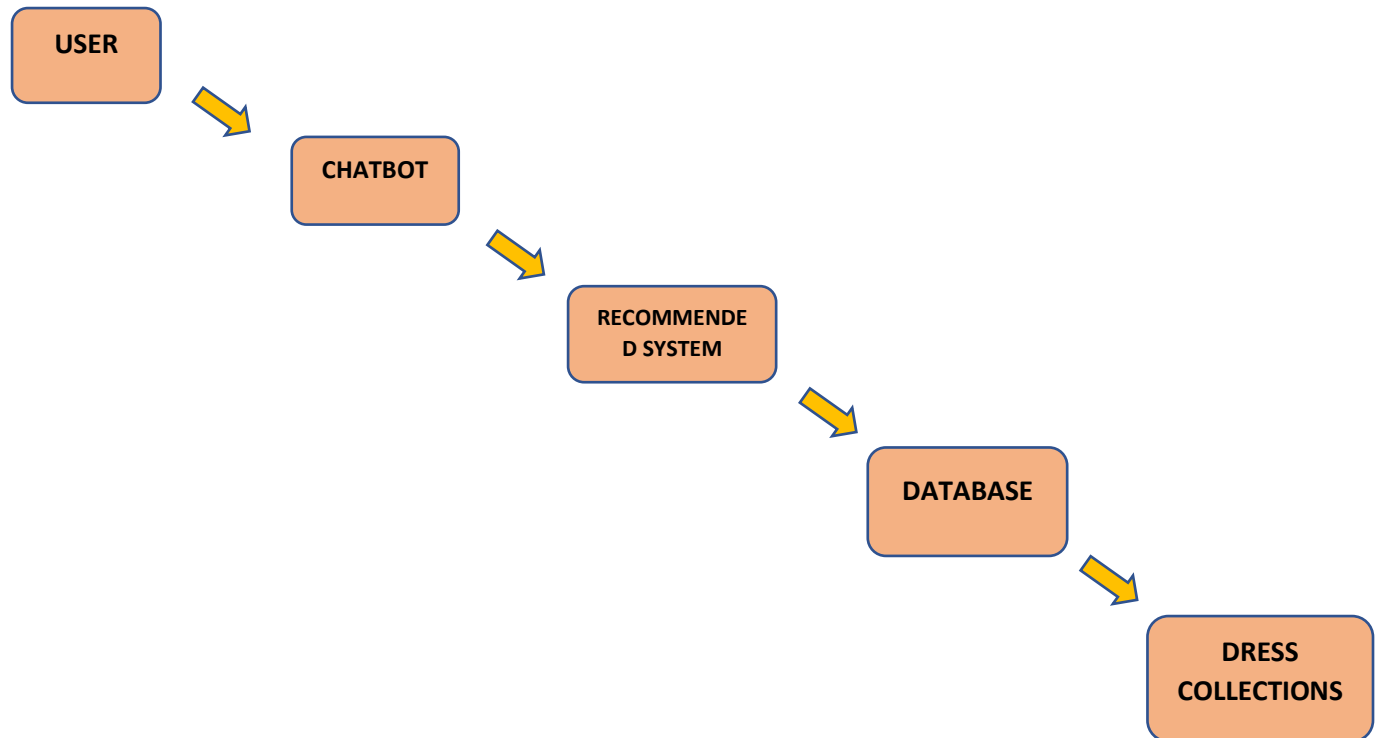 USER
CHATBOT
RECOMMENDE
D SYSTEM
DATABASE
DRESS
COLLECTIONS